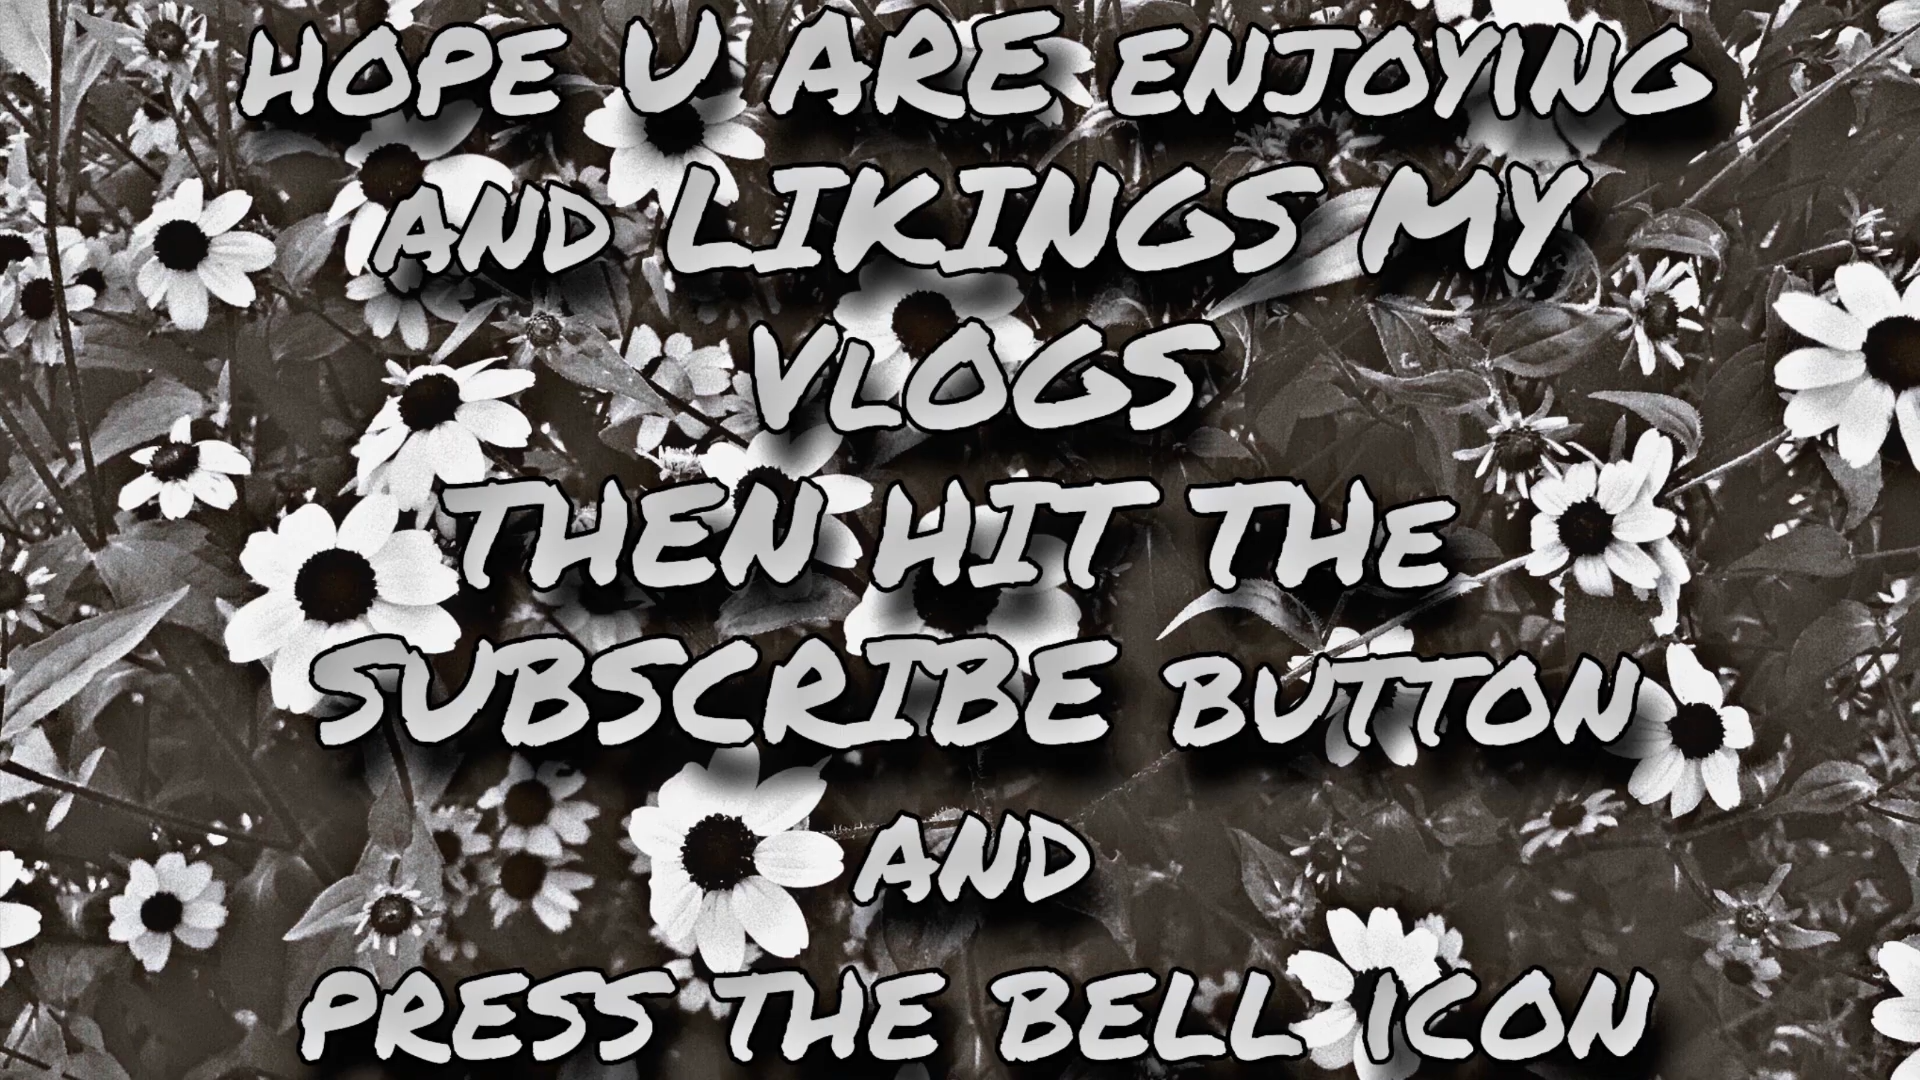 HOPE U ARE ENJOYING
AND LIKINGS MY
VLOGS
THEN HIT THE
SUBSCRIBE BUTTON
AND
PRESS THE BELL ICON